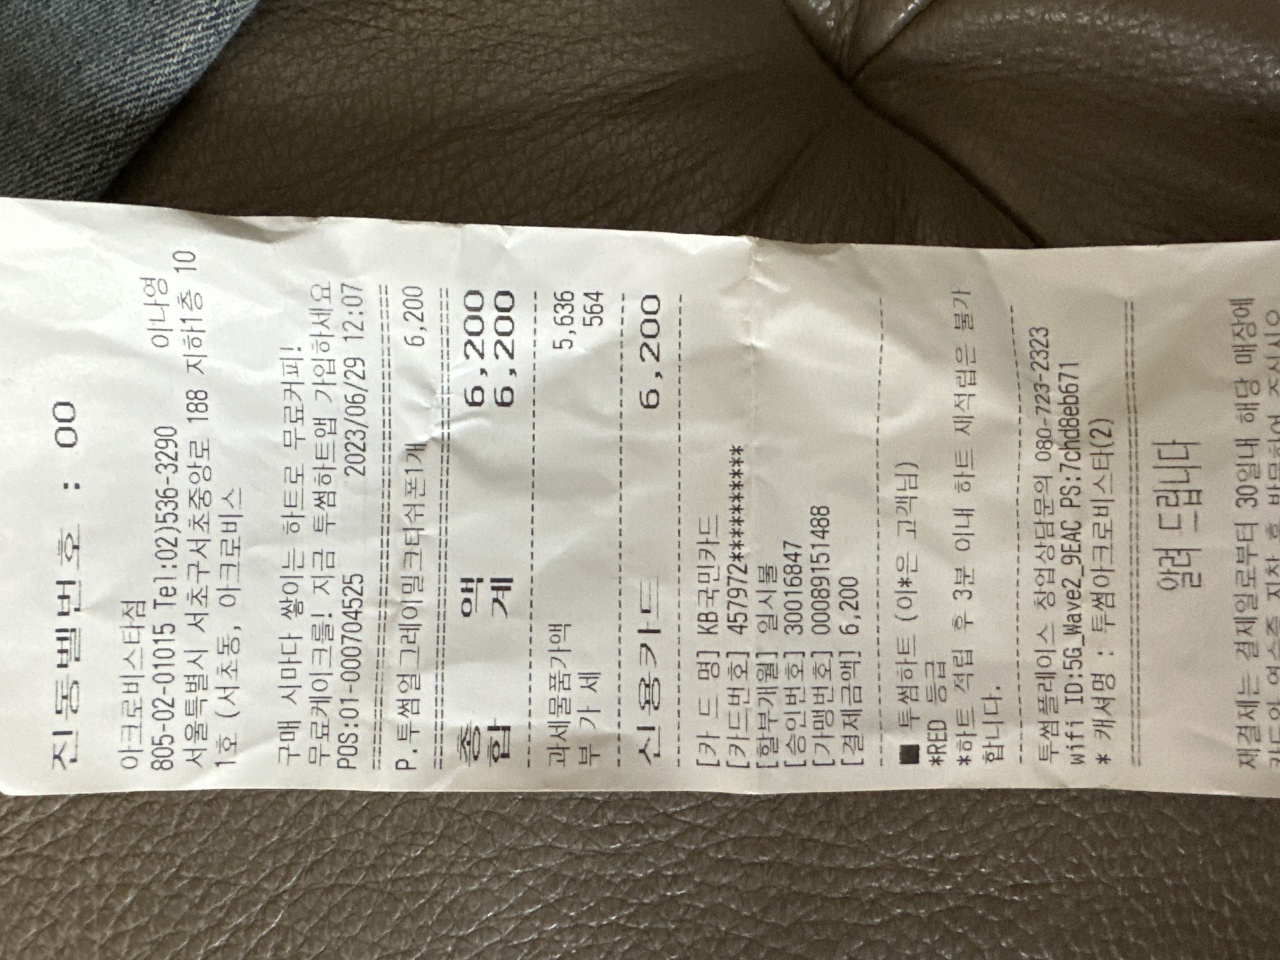 진동벨번호 : 00
아크로비스타점 이나영
805-02-01015 Tel:02)536-3290
서울특별시 서초구서초중앙로 188 지하1층 10
1호 (서초동, 아크로비스
구매 시마다 쌓이는 하트로 무료커피!
무료케이크를! 지금 투썸하트앱 가입하세요
POS:01-000704525 2023/06/29 12:07
P.투썸얼그레이밀크티쉬폰1개 6,200
총 액 6,200
합 계 6,200
과세물품가액 5,636
부 가 세 564
신용카드 6,200
[카 드 명] KB국민카드
[카드번호] 457972**********
[할부개월] 일시불
[승인번호] 30016847
[가맹번호] 00089151488
[결제금액] 6,200
■ 투썸하트 (이*은 고객님)
*RED 등급
*하트 적립 후 3분 이내 하트 재적립은 불가
합니다.
투썸플레이스 창업상담문의 080-723-2323
wifi ID:5G_Wave2_9EAC PS:7chd8eb671
* 캐셔명 : 투썸아크로비스타(2)
알려 드립니다
재결제는 결제일로부터 30일내 해당 매장에